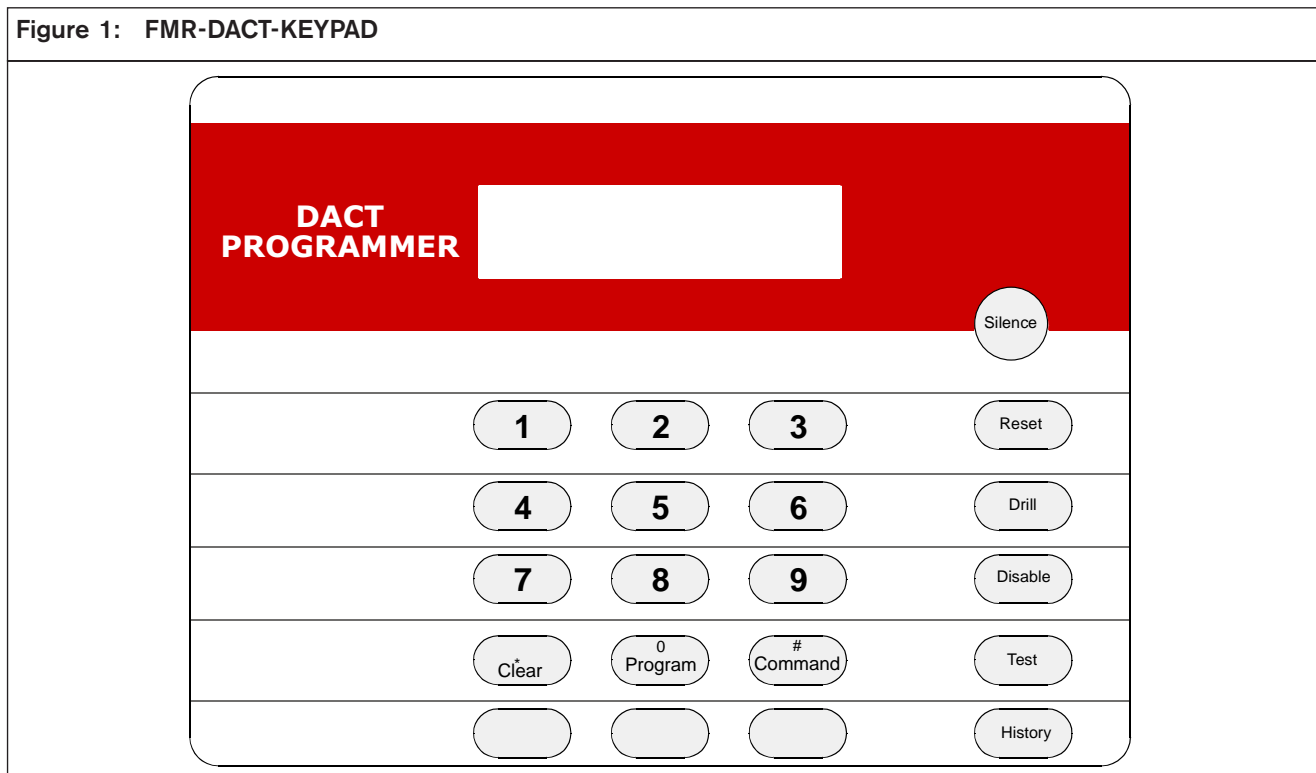 Figure 1: FMR-DACT-KEYPAD
DACT
PROGRAMMER
Silence
1 2 3 Reset
4 5 6 Drill
7 8 9 Disable
* 0 #
Clear Program Command Test
History